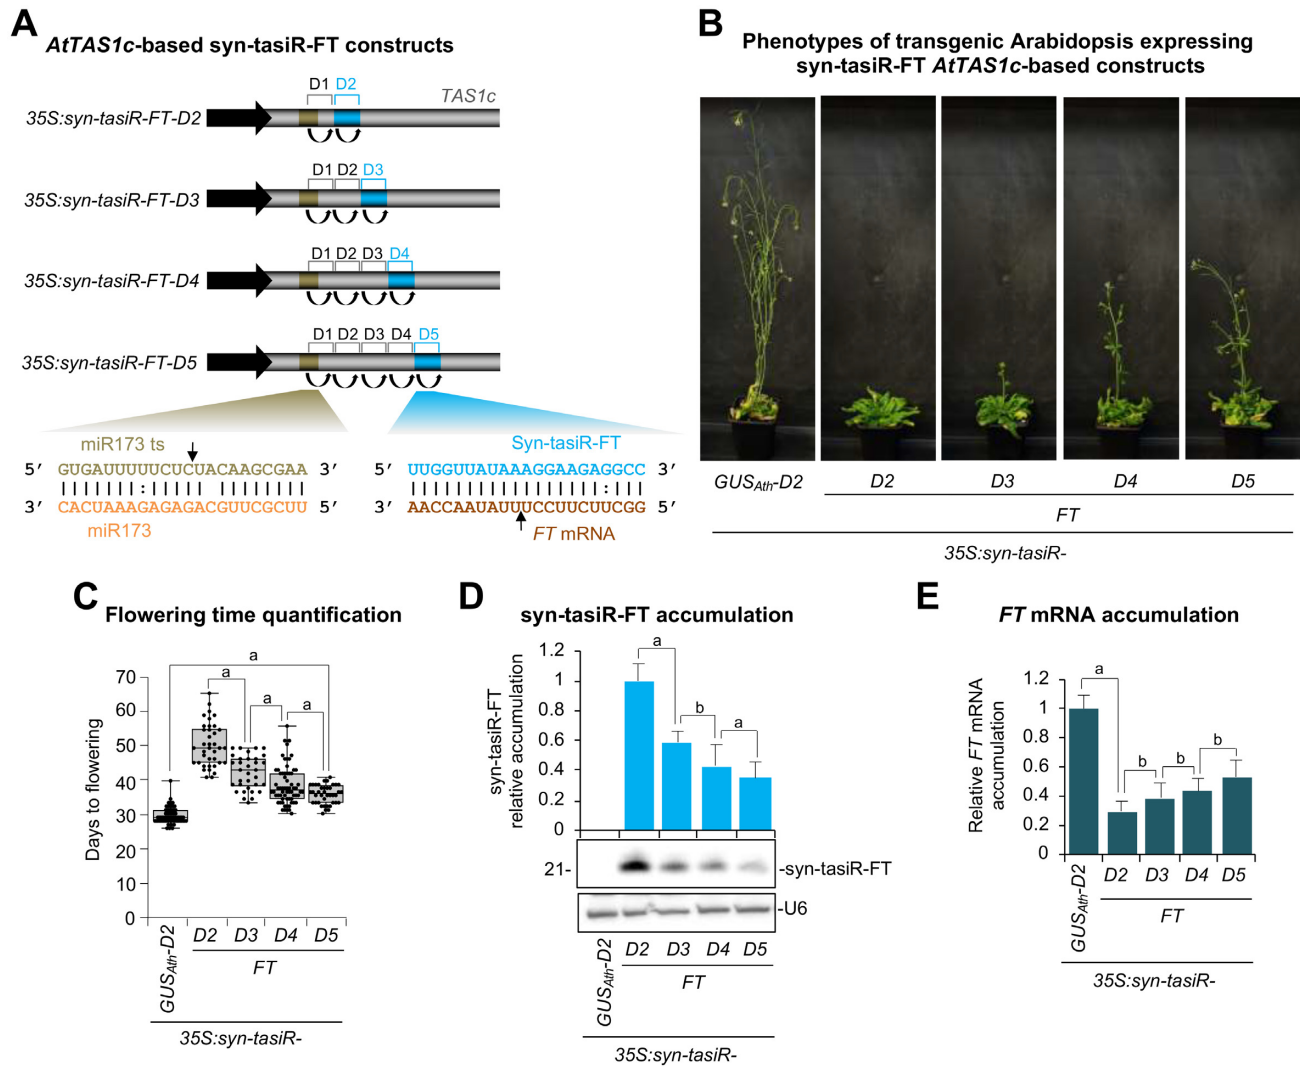 A
AtTAS1c-based syn-tasiR-FT constructs
D1 D2
TAS1c
35S:syn-tasiR-FT-D2
D1 D2 D3
35S:syn-tasiR-FT-D3
D1 D2 D3 D4
35S:syn-tasiR-FT-D4
D1 D2 D3 D4 D5
35S:syn-tasiR-FT-D5
miR173 ts
5′ GUGAUUUUUCUCUACAAGCGAA 3′
3′ CACUAAAGAGAGACGUUCGCUU 5′
miR173
Syn-tasiR-FT
5′ UUGGUUAUAAAGGAAGAGGCC 3′
3′ AACCAAUAUUUCCUUCUUCGG 5′
FT mRNA
B
Phenotypes of transgenic Arabidopsis expressing
syn-tasiR-FT AtTAS1c-based constructs
GUSAth-D2 D2 D3 D4 D5
FT
35S:syn-tasiR-
C
Flowering time quantification
Days to flowering
70
60
50
40
30
20
10
0
a
a
a
a
GUSAth-D2 D2 D3 D4 D5
FT
35S:syn-tasiR-
D
syn-tasiR-FT accumulation
syn-tasiR-FT
relative accumulation
1.2
1
0.8
0.6
0.4
0.2
0
a
b
a
21-
-syn-tasiR-FT
-U6
GUSAth-D2 D2 D3 D4 D5
FT
35S:syn-tasiR-
E
FT mRNA accumulation
Relative FT mRNA
accumulation
1.2
1
0.8
0.6
0.4
0.2
0
a
b
b
b
GUSAth-D2 D2 D3 D4 D5
FT
35S:syn-tasiR-